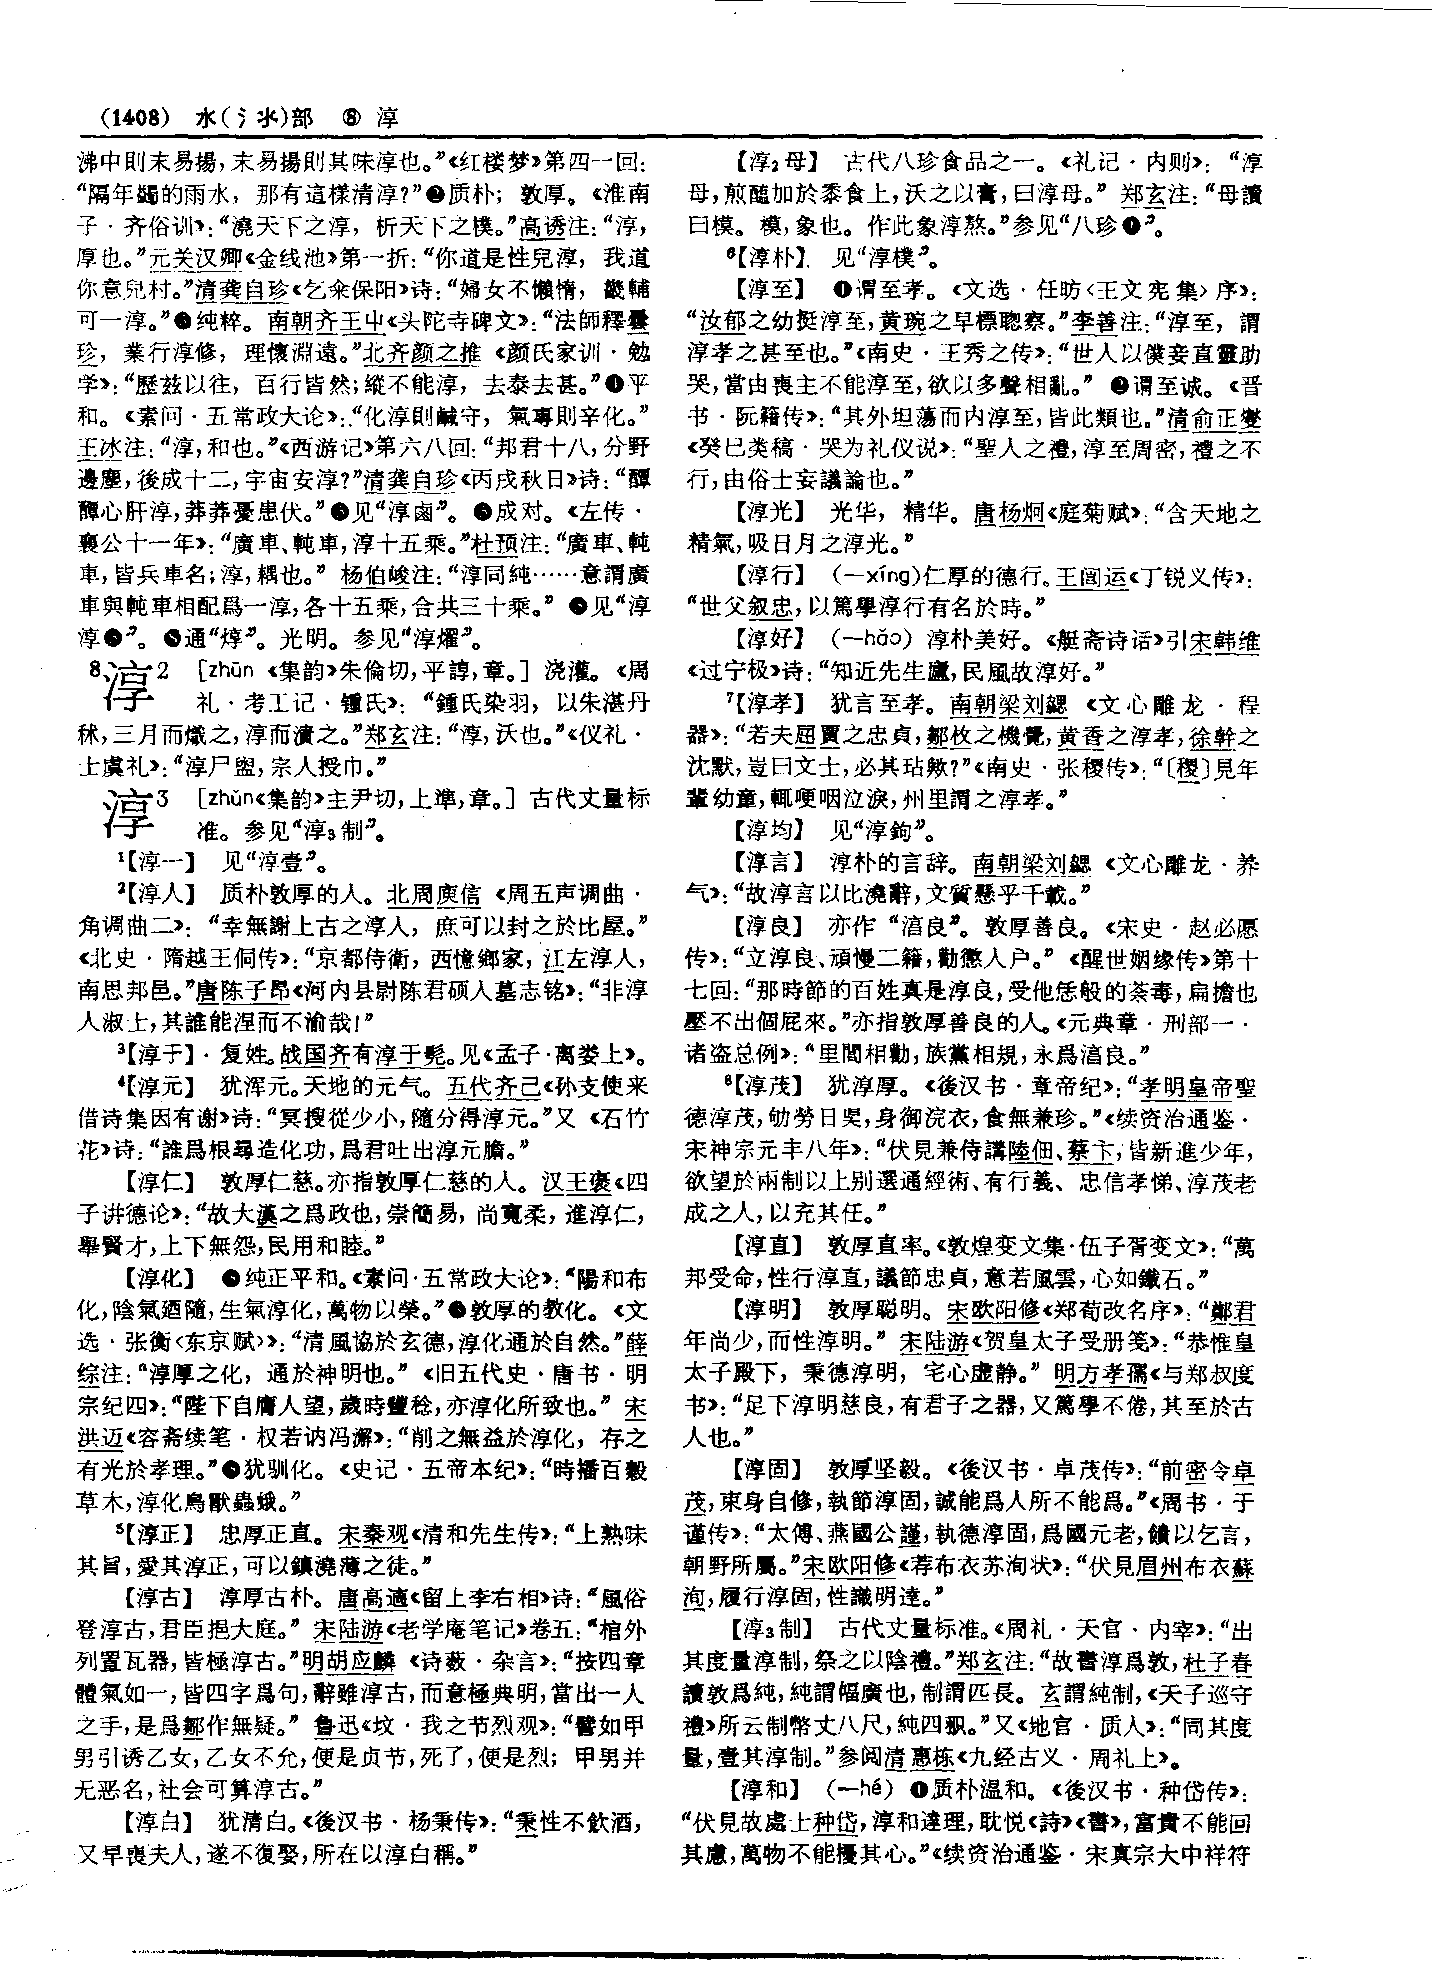 (1408) 水(氵氺)部 ⑧ 淳
沸中則末易揚，末易揚則其味淳也。”《红楼梦》第四一回：
“隔年蠲的雨水，那有這樣清淳？”❷质朴；敦厚。《淮南
子·齐俗训》：“澆天下之淳，析天下之樸。”高诱注：“淳，
厚也。”元关汉卿《金线池》第一折：“你道是性兒淳，我道
你意兒村。”清龚自珍《乞籴保阳》诗：“婦女不懶惰，畿輔
可一淳。”❸纯粹。南朝齐王屮《头陀寺碑文》：“法師釋曇
珍，業行淳修，理懷淵遠。”北齐颜之推《颜氏家训·勉
学》：“歷兹以往，百行皆然；縱不能淳，去泰去甚。”❹平
和。《素问·五常政大论》：“化淳則鹹守，氣專則辛化。”
王冰注：“淳，和也。”《西游记》第六八回：“邦君十八，分野
邊塵，後成十二，宇宙安淳？”清龚自珍《丙戌秋日》诗：“醰
醰心肝淳，莽莽憂患伏。”❺见“淳鹵”。❻成对。《左传·
襄公十一年》：“廣車、軘車，淳十五乘。”杜预注：“廣車、軘
車，皆兵車名；淳，耦也。”杨伯峻注：“淳同純……意謂廣
車與軘車相配爲一淳，各十五乘，合共三十乘。”❼见“淳
淳❶”。❽通“焞”。光明。参见“淳燿”。
8淳2 [zhūn《集韵》朱倫切，平諄，章。] 浇灌。《周
礼·考工记·锺氏》：“鍾氏染羽，以朱湛丹
秫，三月而熾之，淳而漬之。”郑玄注：“淳，沃也。”《仪礼·
士虞礼》：“淳尸盥，宗人授巾。”
淳3 [zhǔn《集韵》主尹切，上準，章。] 古代丈量标
准。参见“淳3制”。
1【淳一】 见“淳壹”。
2【淳人】 质朴敦厚的人。北周庾信《周五声调曲·
角调曲二》：“幸無謝上古之淳人，庶可以封之於比屋。”
《北史·隋越王侗传》：“京都侍衛，西憶鄉家，江左淳人，
南思邦邑。”唐陈子昂《河内县尉陈君硕人墓志铭》：“非淳
人淑士，其誰能涅而不渝哉！”
3【淳于】·复姓。战国齐有淳于髡。见《孟子·离娄上》。
4【淳元】 犹浑元。天地的元气。五代齐己《孙支使来
借诗集因有谢》诗：“冥搜從少小，隨分得淳元。”又《石竹
花》诗：“誰爲根尋造化功，爲君吐出淳元膽。”
【淳仁】 敦厚仁慈。亦指敦厚仁慈的人。汉王褒《四
子讲德论》：“故大漢之爲政也，崇簡易，尚寬柔，進淳仁，
舉賢才，上下無怨，民用和睦。”
【淳化】 ❶纯正平和。《素问·五常政大论》：“陽和布
化，陰氣迺隨，生氣淳化，萬物以榮。”❷敦厚的教化。《文
选·张衡〈东京赋〉》：“清風協於玄德，淳化通於自然。”薛
综注：“淳厚之化，通於神明也。”《旧五代史·唐书·明
宗纪四》：“陛下自膺人望，歲時豐稔，亦淳化所致也。”宋
洪迈《容斋续笔·权若讷冯澥》：“削之無益於淳化，存之
有光於孝理。”❸犹驯化。《史记·五帝本纪》：“時播百穀
草木，淳化鳥獸蟲蛾。”
5【淳正】 忠厚正直。宋秦观《清和先生传》：“上熟味
其旨，愛其淳正，可以鎮澆薄之徒。”
【淳古】 淳厚古朴。唐高適《留上李右相》诗：“風俗
登淳古，君臣挹大庭。”宋陆游《老学庵笔记》卷五：“棺外
列置瓦器，皆極淳古。”明胡应麟《诗薮·杂言》：“按四章
體氣如一，皆四字爲句，辭雖淳古，而意極典明，當出一人
之手，是爲鄒作無疑。”鲁迅《坟·我之节烈观》：“譬如甲
男引诱乙女，乙女不允，便是贞节，死了，便是烈；甲男并
无恶名，社会可算淳古。”
【淳白】 犹清白。《後汉书·杨秉传》：“秉性不飲酒，
又早喪夫人，遂不復娶，所在以淳白稱。”
【淳2母】 古代八珍食品之一。《礼记·内则》：“淳
母，煎醢加於黍食上，沃之以膏，曰淳母。”郑玄注：“母讀
曰模。模，象也。作此象淳熬。”参见“八珍❶”。
6【淳朴】 见“淳樸”。
【淳至】 ❶谓至孝。《文选·任昉〈王文宪集〉序》：
“汝郁之幼挺淳至，黄琬之早標聰察。”李善注：“淳至，謂
淳孝之甚至也。”《南史·王秀之传》：“世人以僕妾直靈助
哭，當由喪主不能淳至，欲以多聲相亂。”❷谓至诚。《晋
书·阮籍传》：“其外坦蕩而内淳至，皆此類也。”清俞正燮
《癸巳类稿·哭为礼仪说》：“聖人之禮，淳至周密，禮之不
行，由俗士妄議論也。”
【淳光】 光华，精华。唐杨炯《庭菊赋》：“含天地之
精氣，吸日月之淳光。”
【淳行】 （—xíng)仁厚的德行。王闿运《丁锐义传》：
“世父叙忠，以篤學淳行有名於時。”
【淳好】 （—hǎo）淳朴美好。《艇斋诗话》引宋韩维
《过宁极》诗：“知近先生廬，民風故淳好。”
7【淳孝】 犹言至孝。南朝梁刘勰《文心雕龙·程
器》：“若夫屈賈之忠貞，鄒枚之機覺，黄香之淳孝，徐幹之
沈默，豈曰文士，必其玷歟？”《南史·张稷传》：“〔稷〕見年
輩幼童，輒哽咽泣淚，州里謂之淳孝。”
【淳均】 见“淳鈞”。
【淳言】 淳朴的言辞。南朝梁刘勰《文心雕龙·养
气》：“故淳言以比澆辭，文質懸乎千載。”
【淳良】 亦作“湻良”。敦厚善良。《宋史·赵必愿
传》：“立淳良、頑慢二籍，勸懲人户。”《醒世姻缘传》第十
七回：“那時節的百姓真是淳良，受他恁般的荼毒，扁擔也
壓不出個屁來。”亦指敦厚善良的人。《元典章·刑部一·
诸盗总例》：“里閭相勸，族黨相規，永爲湻良。”
8【淳茂】 犹淳厚。《後汉书·章帝纪》：“孝明皇帝聖
德淳茂，劬勞日昃，身御浣衣，食無兼珍。”《续资治通鉴·
宋神宗元丰八年》：“伏見兼侍講陸佃、蔡卞，皆新進少年，
欲望於兩制以上别選通經術、有行義、忠信孝悌、淳茂老
成之人，以充其任。”
【淳直】 敦厚直率。《敦煌变文集·伍子胥变文》：“萬
邦受命，性行淳直，議節忠貞，意若風雲，心如鐵石。”
【淳明】 敦厚聪明。宋欧阳修《郑荀改名序》：“鄭君
年尚少，而性淳明。”宋陆游《贺皇太子受册笺》：“恭惟皇
太子殿下，秉德淳明，宅心虚静。”明方孝孺《与郑叔度
书》：“足下淳明慈良，有君子之器，又篤學不倦，其至於古
人也。”
【淳固】 敦厚坚毅。《後汉书·卓茂传》：“前密令卓
茂，束身自修，執節淳固，誠能爲人所不能爲。”《周书·于
谨传》：“太傅、燕國公謹，執德淳固，爲國元老，饋以乞言，
朝野所屬。”宋欧阳修《荐布衣苏洵状》：“伏見眉州布衣蘇
洵，履行淳固，性識明達。”
【淳3制】 古代丈量标准。《周礼·天官·内宰》：“出
其度量淳制，祭之以陰禮。”郑玄注：“故書淳爲敦，杜子春
讀敦爲純，純謂幅廣也，制謂匹長。玄謂純制，《天子巡守
禮》所云制幣丈八尺，純四㕞。”又《地官·质人》：“同其度
量，壹其淳制。”参阅清惠栋《九经古义·周礼上》。
【淳和】 （—hé）❶质朴温和。《後汉书·种岱传》：
“伏見故處士种岱，淳和達理，耽悦《詩》《書》，富貴不能回
其慮，萬物不能擾其心。”《续资治通鉴·宋真宗大中祥符